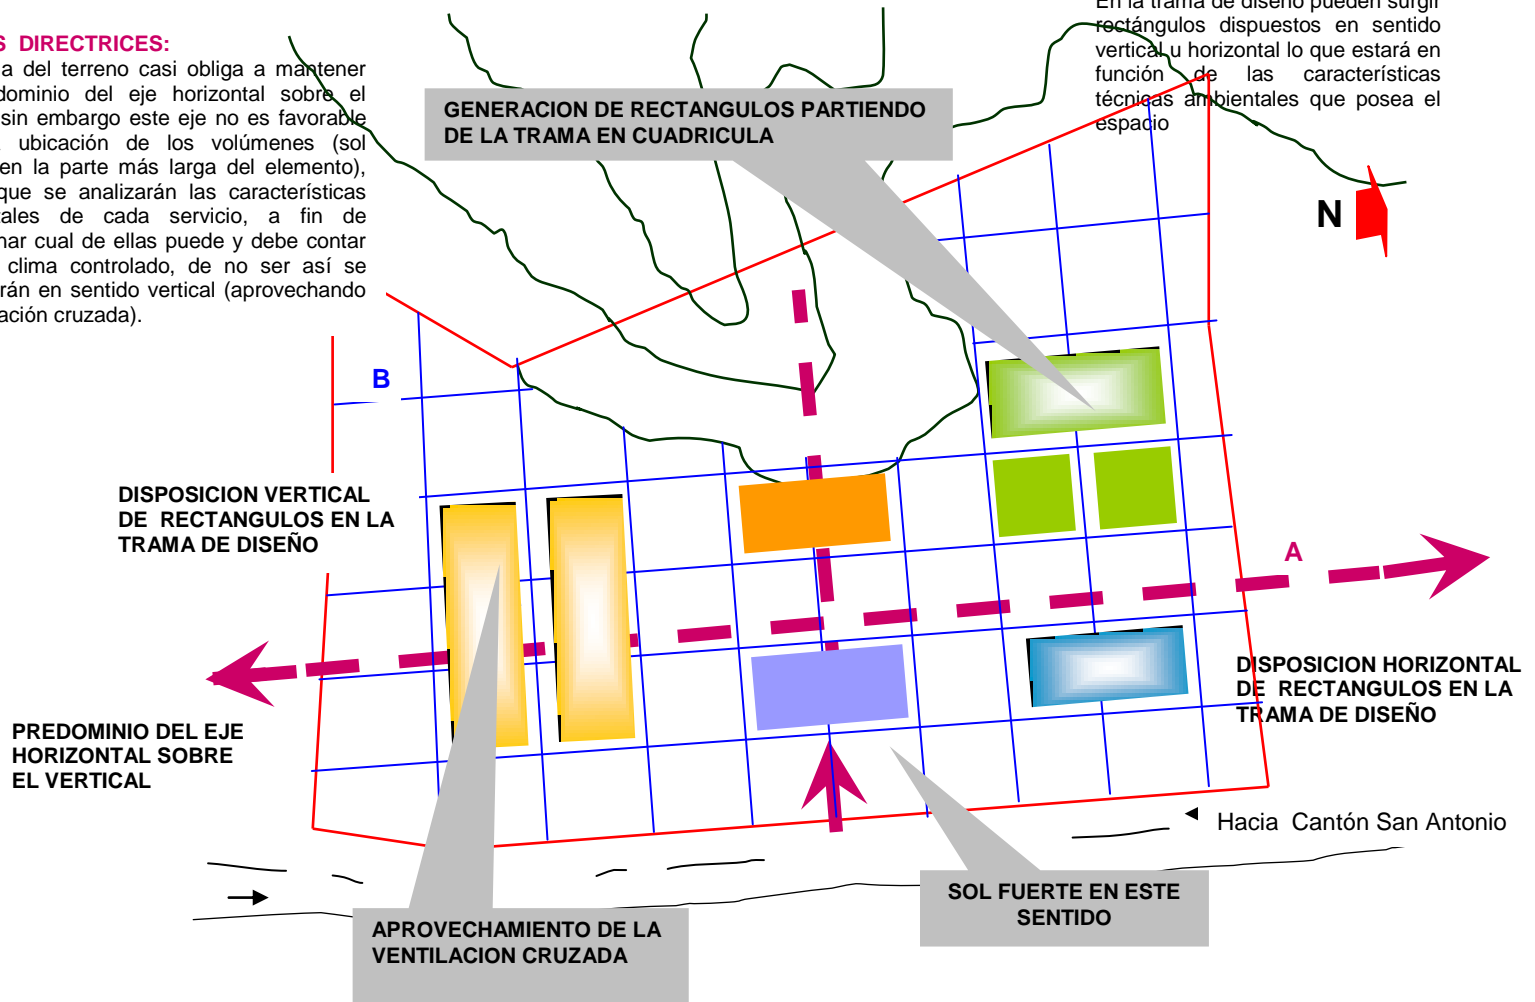 S DIRECTRICES:
a del terreno casi obliga a mantener
dominio del eje horizontal sobre el
sin embargo este eje no es favorable
ubicación de los volúmenes (sol
en la parte más larga del elemento),
que se analizarán las características
tales de cada servicio, a fin de
nar cual de ellas puede y debe contar
clima controlado, de no ser así se
rán en sentido vertical (aprovechando
ación cruzada).
GENERACION DE RECTANGULOS PARTIENDO
DE LA TRAMA EN CUADRICULA
En la trama de diseño pueden surgir
rectángulos dispuestos en sentido
vertical u horizontal lo que estará en
función de las características
técnicas ambientales que posea el
espacio
N
B
DISPOSICION VERTICAL
DE RECTANGULOS EN LA
TRAMA DE DISEÑO
A
PREDOMINIO DEL EJE
HORIZONTAL SOBRE
EL VERTICAL
DISPOSICION HORIZONTAL
DE RECTANGULOS EN LA
TRAMA DE DISEÑO
Hacia Cantón San Antonio
SOL FUERTE EN ESTE
SENTIDO
APROVECHAMIENTO DE LA
VENTILACION CRUZADA